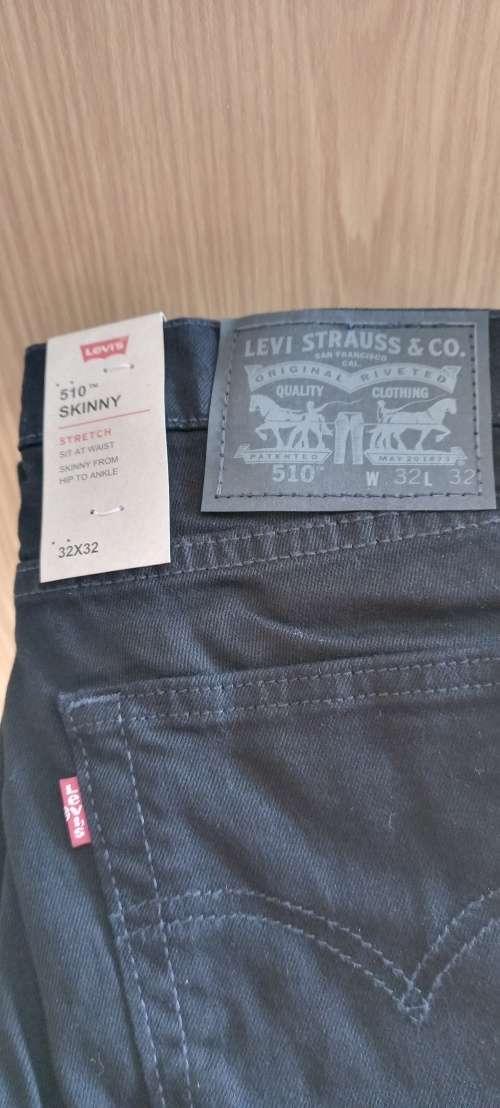 Levi's
510™
SKINNY
STRETCH
SIT AT WAIST
SKINNY FROM
HIP TO ANKLE
32X32
LEVI STRAUSS & CO.
SAN FRANCISCO
CAL.
ORIGINAL RIVETED
QUALITY CLOTHING
PATENTED MAY 20 1873
510™ W 32 L 32
Levi's